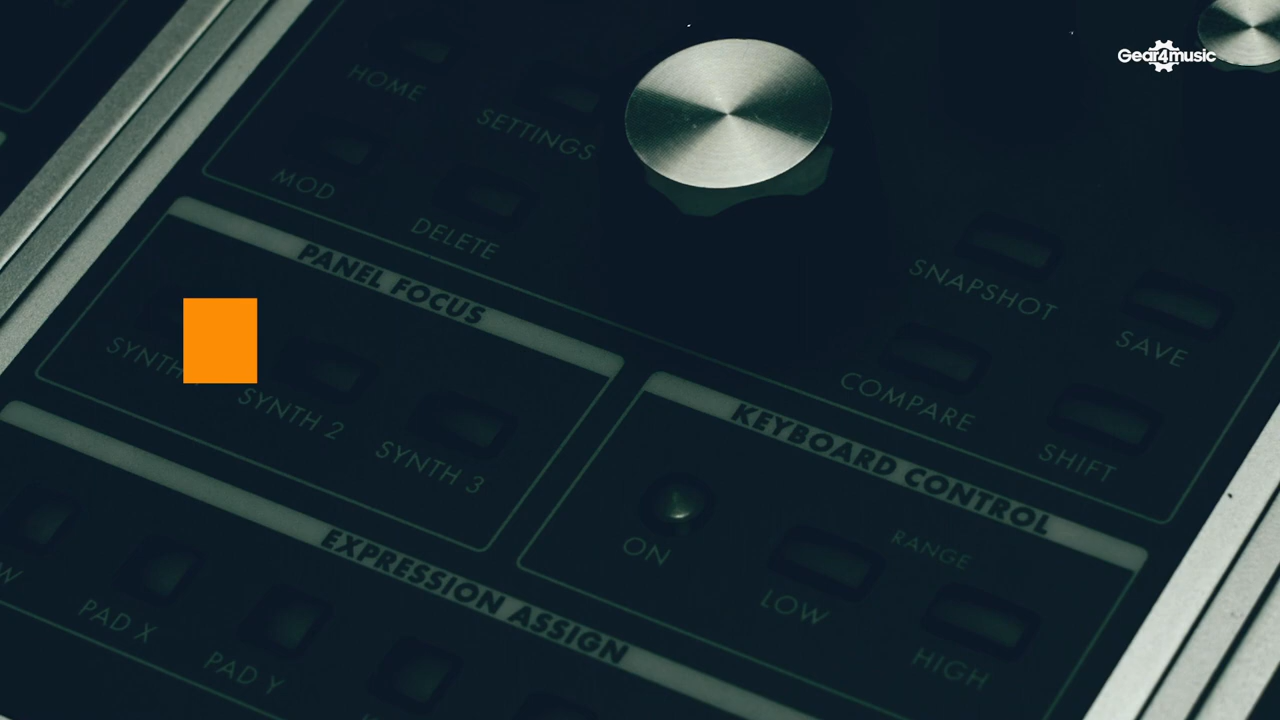 Gear4music
HOME
SETTINGS
MOD
DELETE
SNAPSHOT
SAVE
COMPARE
SHIFT
PANEL FOCUS
SYNTH
SYNTH 2
SYNTH 3
KEYBOARD CONTROL
ON
RANGE
LOW
HIGH
EXPRESSION ASSIGN
PAD X
PAD Y